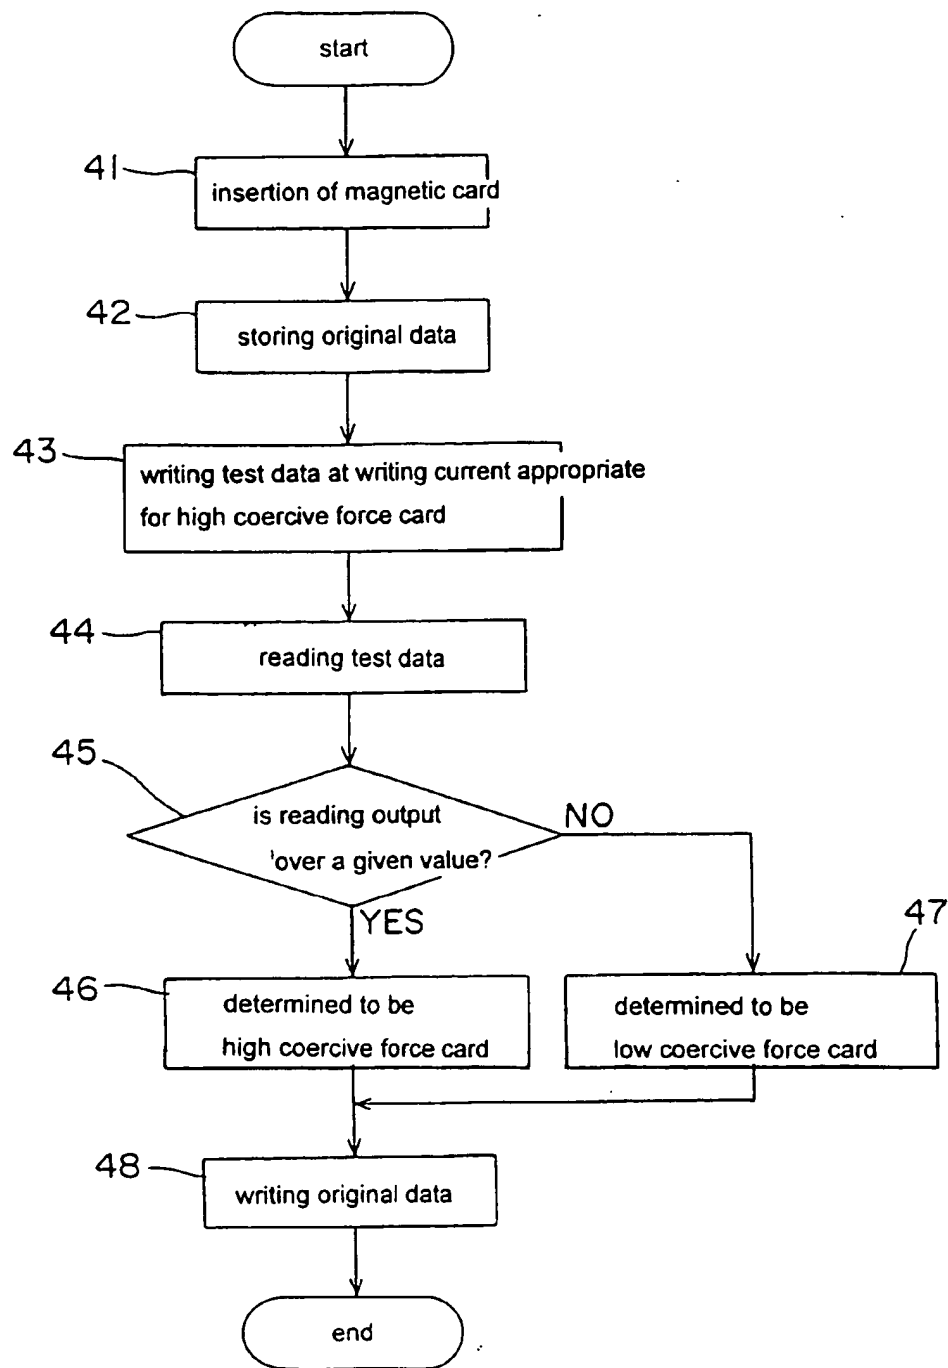 start
41
insertion of magnetic card
42
storing original data
43
writing test data at writing current appropriate
for high coercive force card
44
reading test data
45
is reading output
over a given value?
NO
YES
46
determined to be
high coercive force card
47
determined to be
low coercive force card
48
writing original data
end